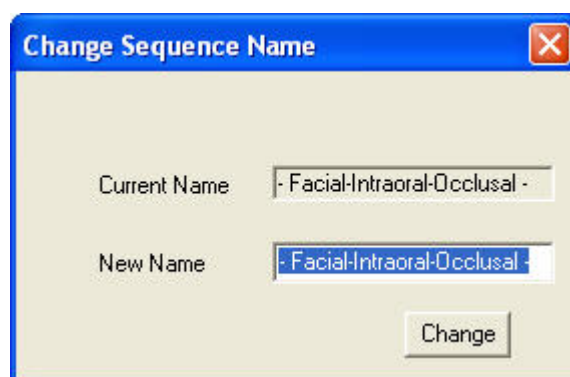 Change Sequence Name
Current Name - Facial-Intraoral-Occlusal -
New Name - Facial-Intraoral-Occlusal -
Change